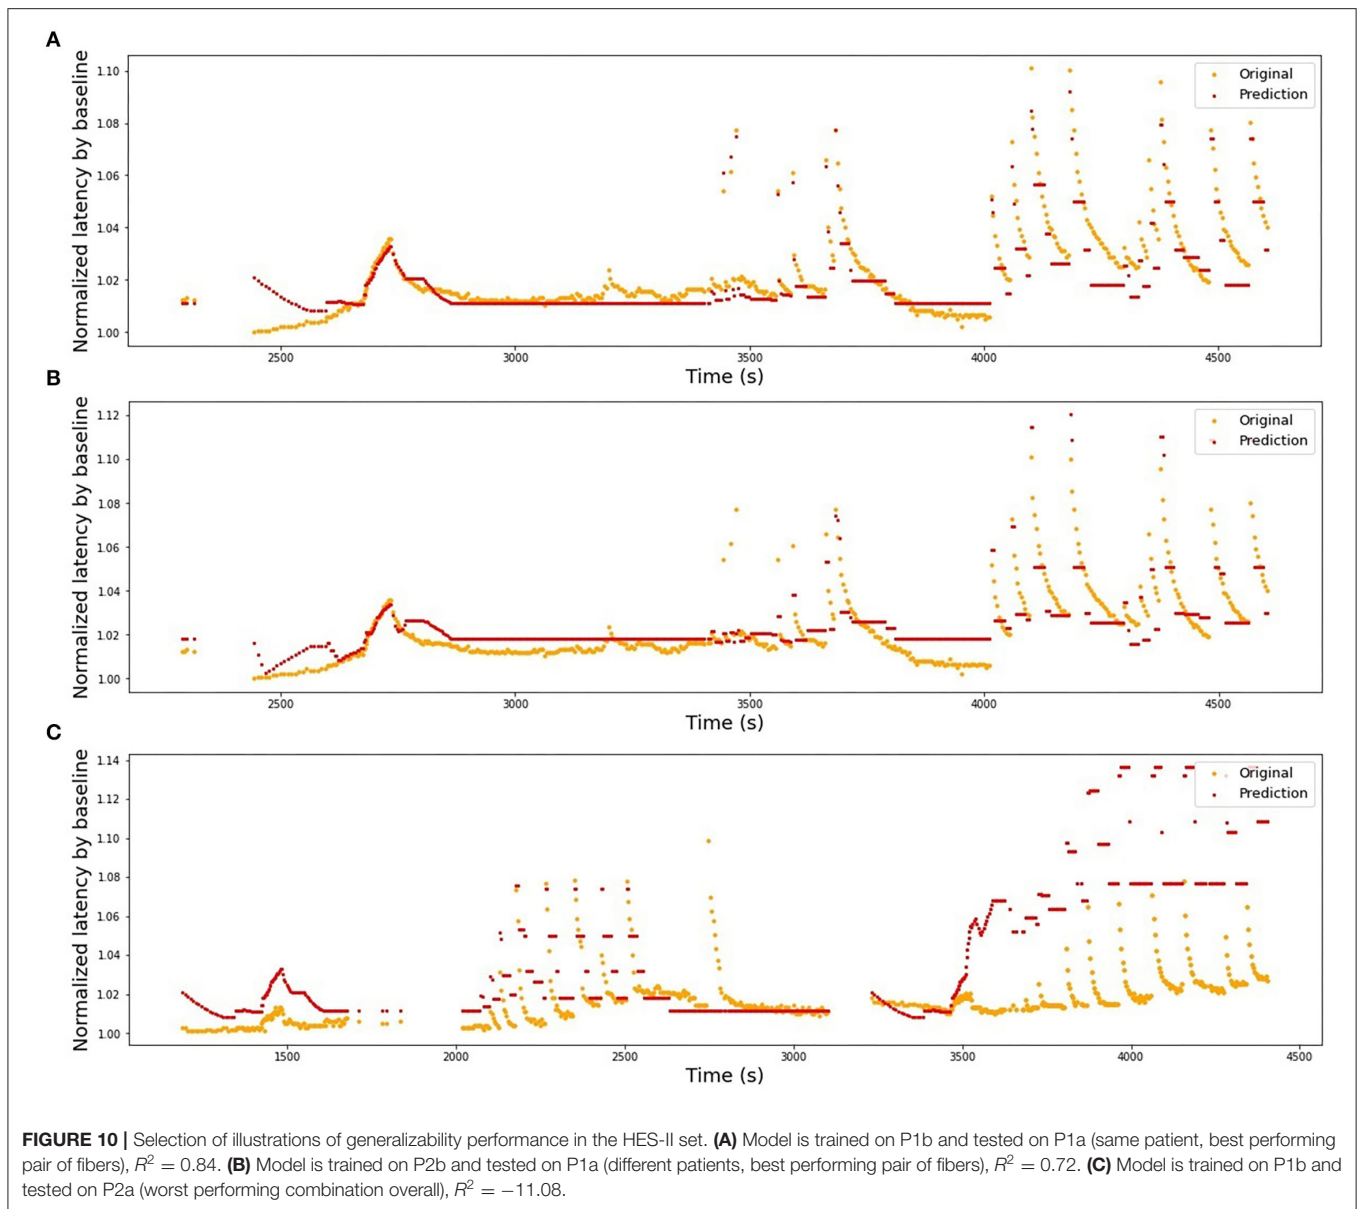 A
Normalized latency by baseline
1.10
1.08
1.06
1.04
1.02
1.00
Original
Prediction
2500
3000
3500
4000
4500
Time (s)
B
Normalized latency by baseline
1.12
1.10
1.08
1.06
1.04
1.02
1.00
Original
Prediction
2500
3000
3500
4000
4500
Time (s)
C
Normalized latency by baseline
1.14
1.12
1.10
1.08
1.06
1.04
1.02
1.00
Original
Prediction
1500
2000
2500
3000
3500
4000
4500
Time (s)
FIGURE 10 | Selection of illustrations of generalizability performance in the HES-II set. (A) Model is trained on P1b and tested on P1a (same patient, best performing
pair of fibers), R² = 0.84. (B) Model is trained on P2b and tested on P1a (different patients, best performing pair of fibers), R² = 0.72. (C) Model is trained on P1b and
tested on P2a (worst performing combination overall), R² = −11.08.